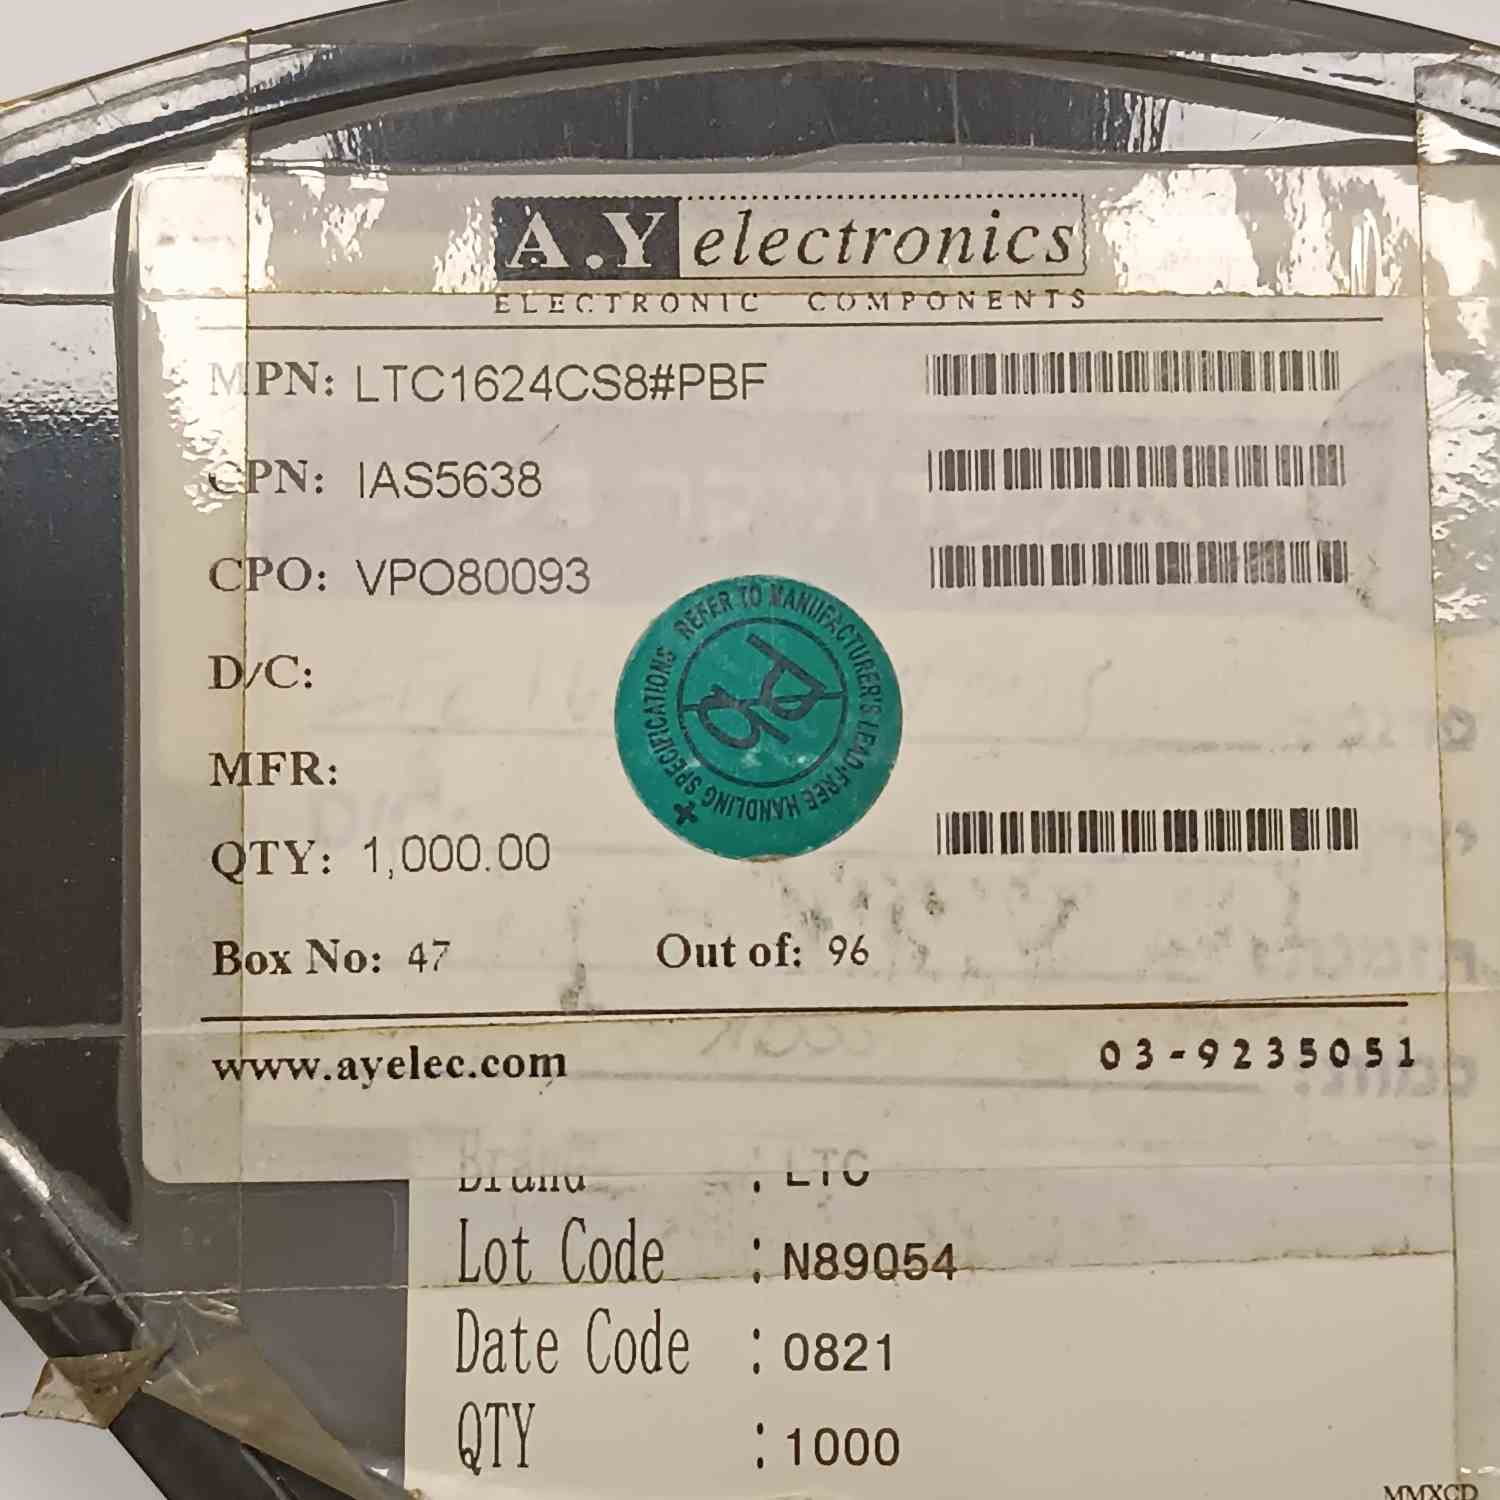 A.Y electronics
ELECTRONIC COMPONENTS
MPN: LTC1624CS8#PBF
CPN: IAS5638
CPO: VPO80093
D/C:
MFR:
QTY: 1,000.00
Box No: 47 Out of: 96
REFER TO MANUFACTURER'S LEAD-FREE HANDLING SPECIFICATIONS
Pb
www.ayelec.com 03-9235051
Brand : LTC
Lot Code : N89054
Date Code : 0821
QTY : 1000
MMXCD